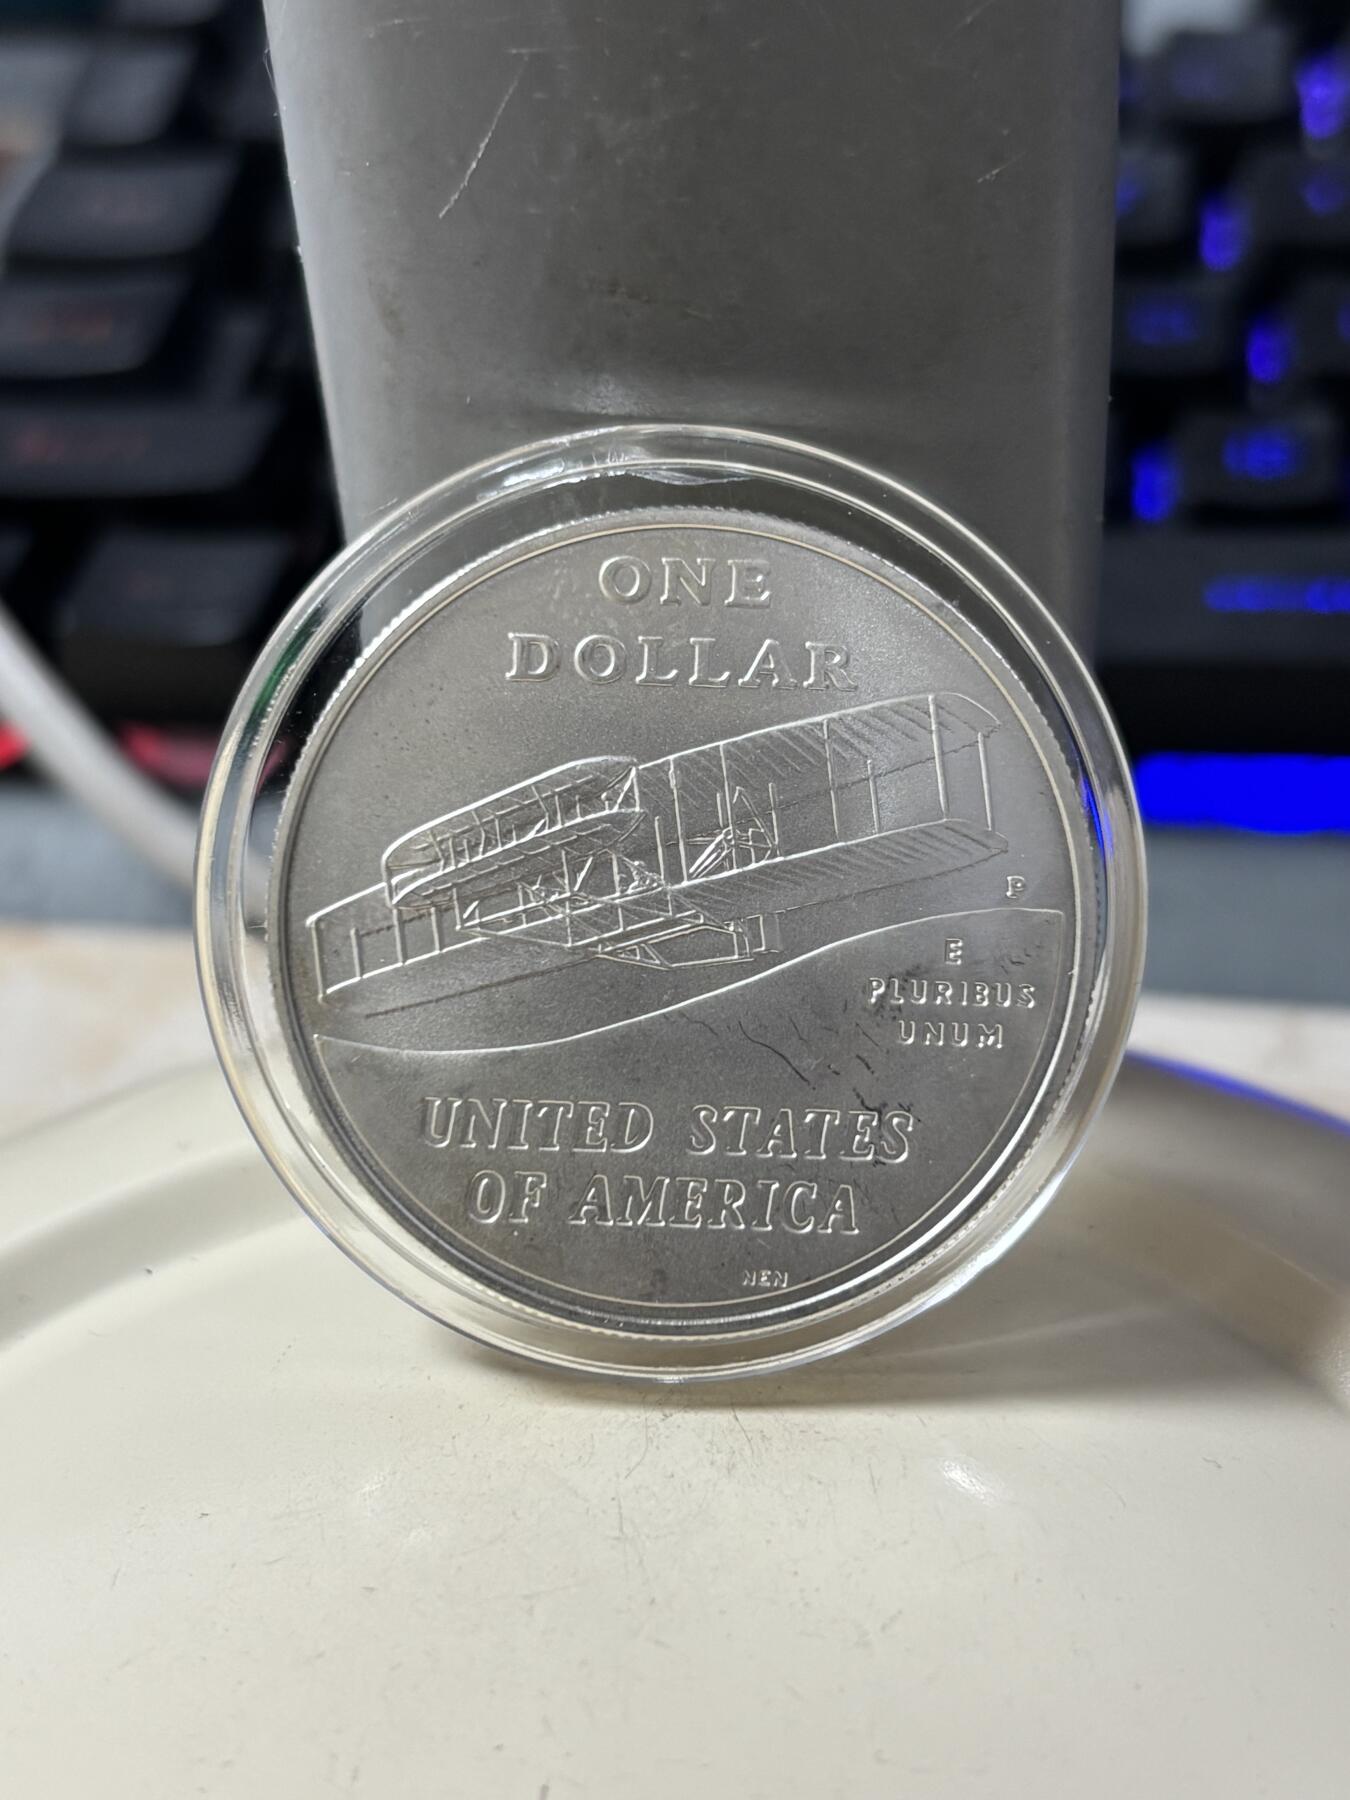 ONE
DOLLAR
P
E
PLURIBUS
UNUM
UNITED STATES
OF AMERICA
NEN